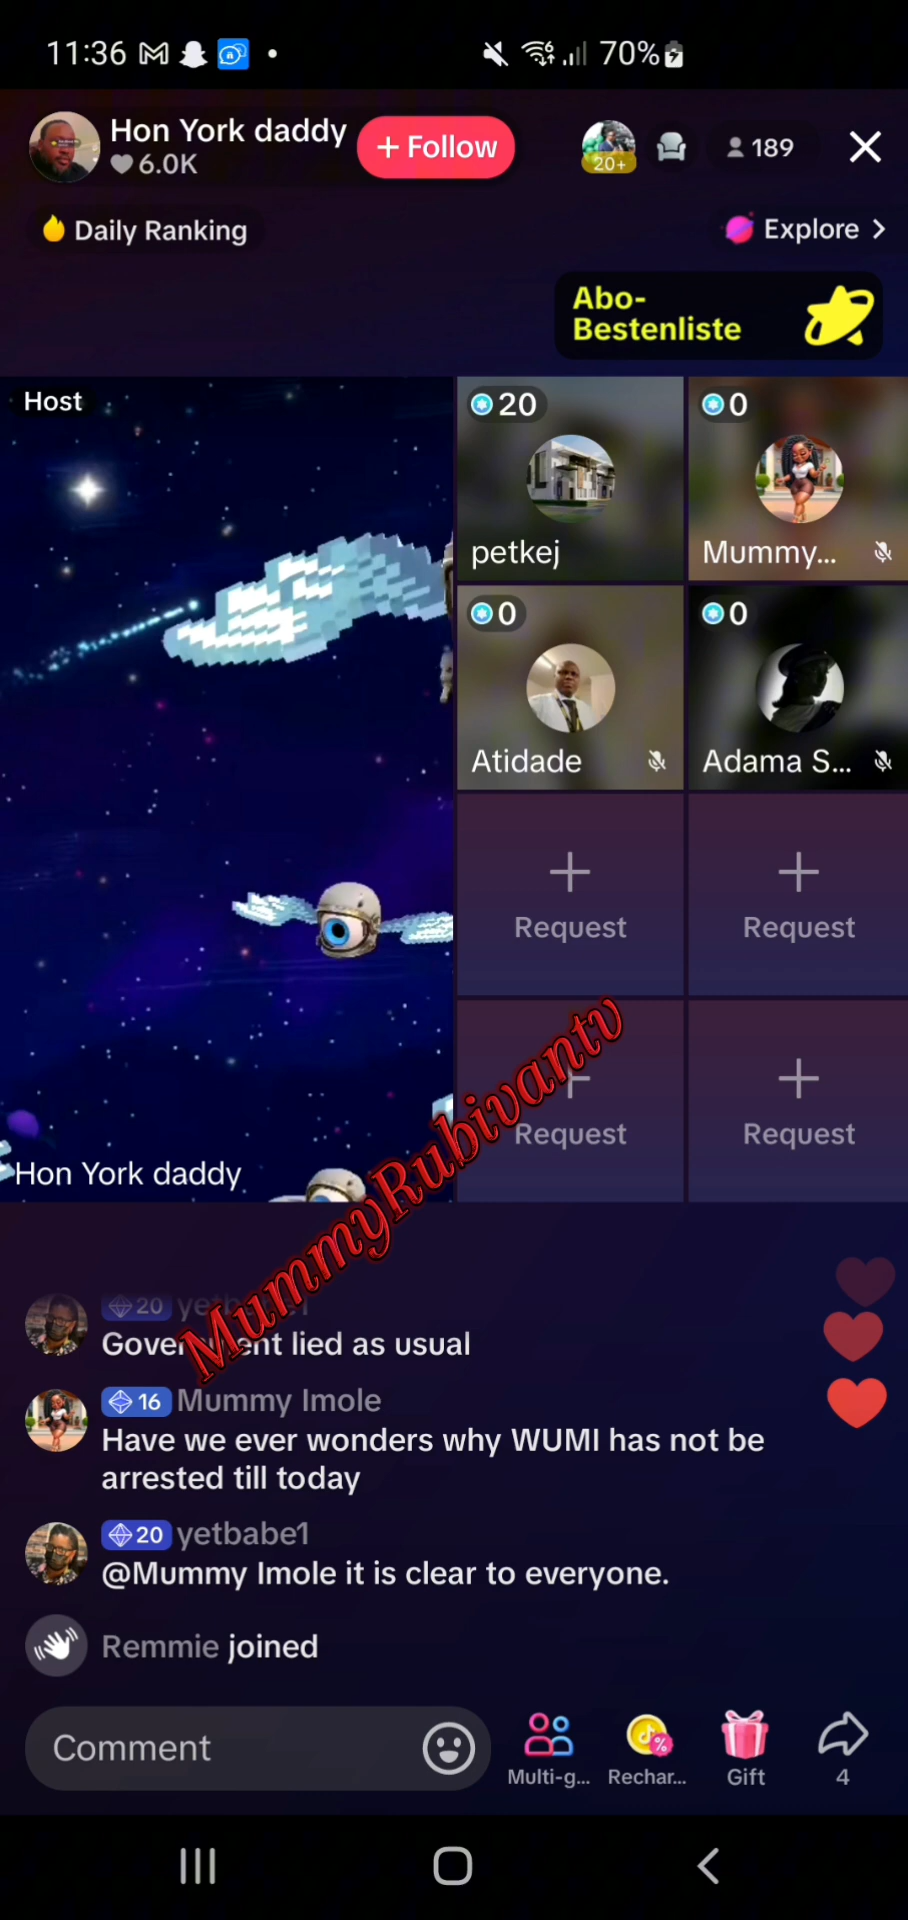 11:36
70%
Hon York daddy
6.0K
+ Follow
20+
189
Daily Ranking
Explore >
Abo-
Bestenliste
Host
20
petkej
0
Mummy...
0
Atidade
0
Adama S...
Request
Request
Request
Request
Hon York daddy
MummyRubivantv
20 yetbabe1
Government lied as usual
16 Mummy Imole
Have we ever wonders why WUMI has not be
arrested till today
20 yetbabe1
@Mummy Imole it is clear to everyone.
Remmie joined
Comment
Multi-g...
Rechar...
Gift
4